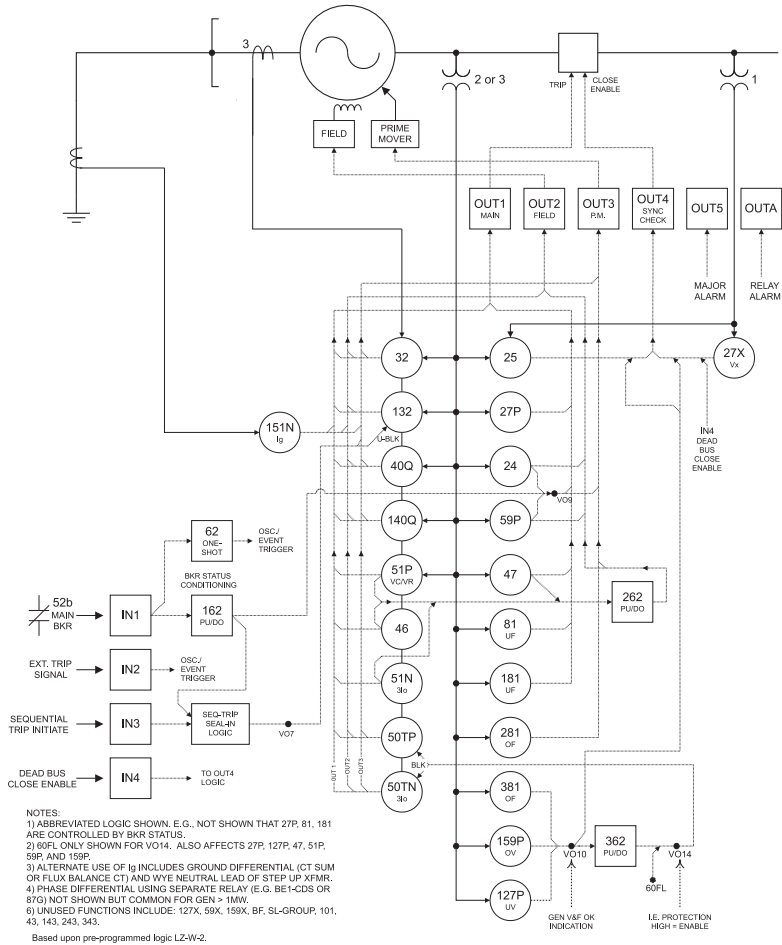 3
2 or 3
TRIP
CLOSE
ENABLE
1
FIELD
PRIME
MOVER
OUT1
MAIN
OUT2
FIELD
OUT3
P.M.
OUT4
SYNC
CHECK
OUT5
OUTA
MAJOR
ALARM
RELAY
ALARM
32
25
27X
Vx
132
U-BLK
27P
151N
Ig
IN4
DEAD
BUS
CLOSE
ENABLE
40Q
24
VO9
140Q
59P
62
ONE-
SHOT
OSC./
EVENT
TRIGGER
BKR STATUS
CONDITIONING
51P
VC/VR
47
52b
MAIN
BKR
IN1
162
PU/DO
262
PU/DO
46
81
UF
EXT. TRIP
SIGNAL
IN2
OSC./
EVENT
TRIGGER
51N
3Io
181
UF
SEQUENTIAL
TRIP INITIATE
IN3
SEQ-TRIP
SEAL-IN
LOGIC
VO7
50TP
281
OF
BLK
OUT 1
OUT2
OUT3
DEAD BUS
CLOSE ENABLE
IN4
TO OUT4
LOGIC
50TN
3Io
381
OF
159P
OV
VO10
362
PU/DO
VO14
60FL
127P
UV
GEN V&F OK
INDICATION
I.E. PROTECTION
HIGH = ENABLE
NOTES:
1) ABBREVIATED LOGIC SHOWN. E.G., NOT SHOWN THAT 27P, 81, 181
ARE CONTROLLED BY BKR STATUS.
2) 60FL ONLY SHOWN FOR VO14. ALSO AFFECTS 27P, 127P, 47, 51P,
59P, AND 159P.
3) ALTERNATE USE OF Ig INCLUDES GROUND DIFFERENTIAL (CT SUM
OR FLUX BALANCE CT) AND WYE NEUTRAL LEAD OF STEP UP XFMR.
4) PHASE DIFFERENTIAL USING SEPARATE RELAY (E.G. BE1-CDS OR
87G) NOT SHOWN BUT COMMON FOR GEN > 1MW.
6) UNUSED FUNCTIONS INCLUDE: 127X, 59X, 159X, BF, SL-GROUP, 101,
43, 143, 243, 343.
Based upon pre-programmed logic LZ-W-2.